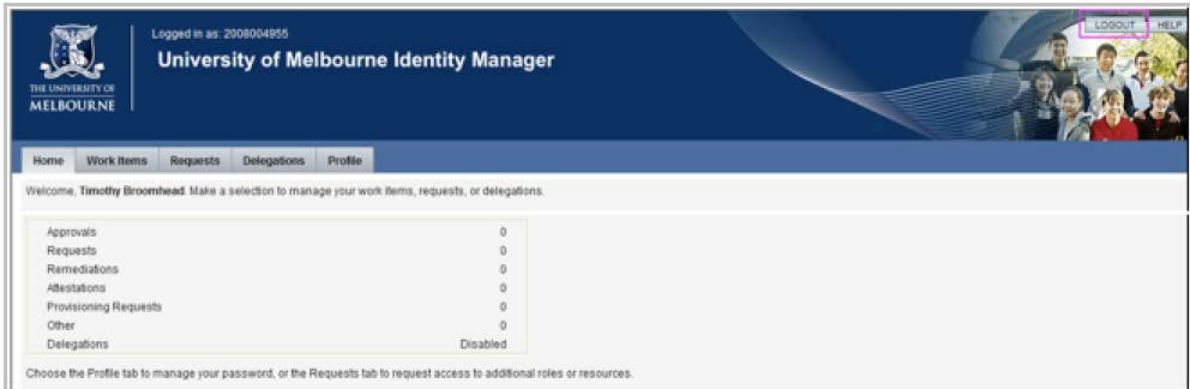 LOGOUT HELP
Logged in as: 2008004955
University of Melbourne Identity Manager
THE UNIVERSITY OF
MELBOURNE
Home Work Items Requests Delegations Profile
Welcome, Timothy Broomhead. Make a selection to manage your work items, requests, or delegations.
Approvals 0
Requests 0
Remediations 0
Attestations 0
Provisioning Requests 0
Other 0
Delegations Disabled
Choose the Profile tab to manage your password, or the Requests tab to request access to additional roles or resources.